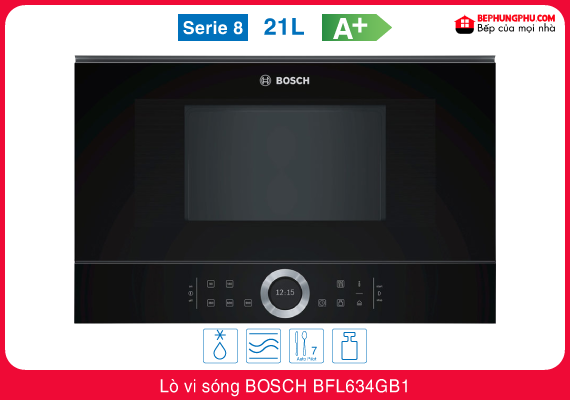 Serie 8
21L
A+
BEPHUNGPHU.COM
Bếp của mọi nhà
BOSCH
12:15
7
Auto Pilot
Lò vi sóng BOSCH BFL634GB1